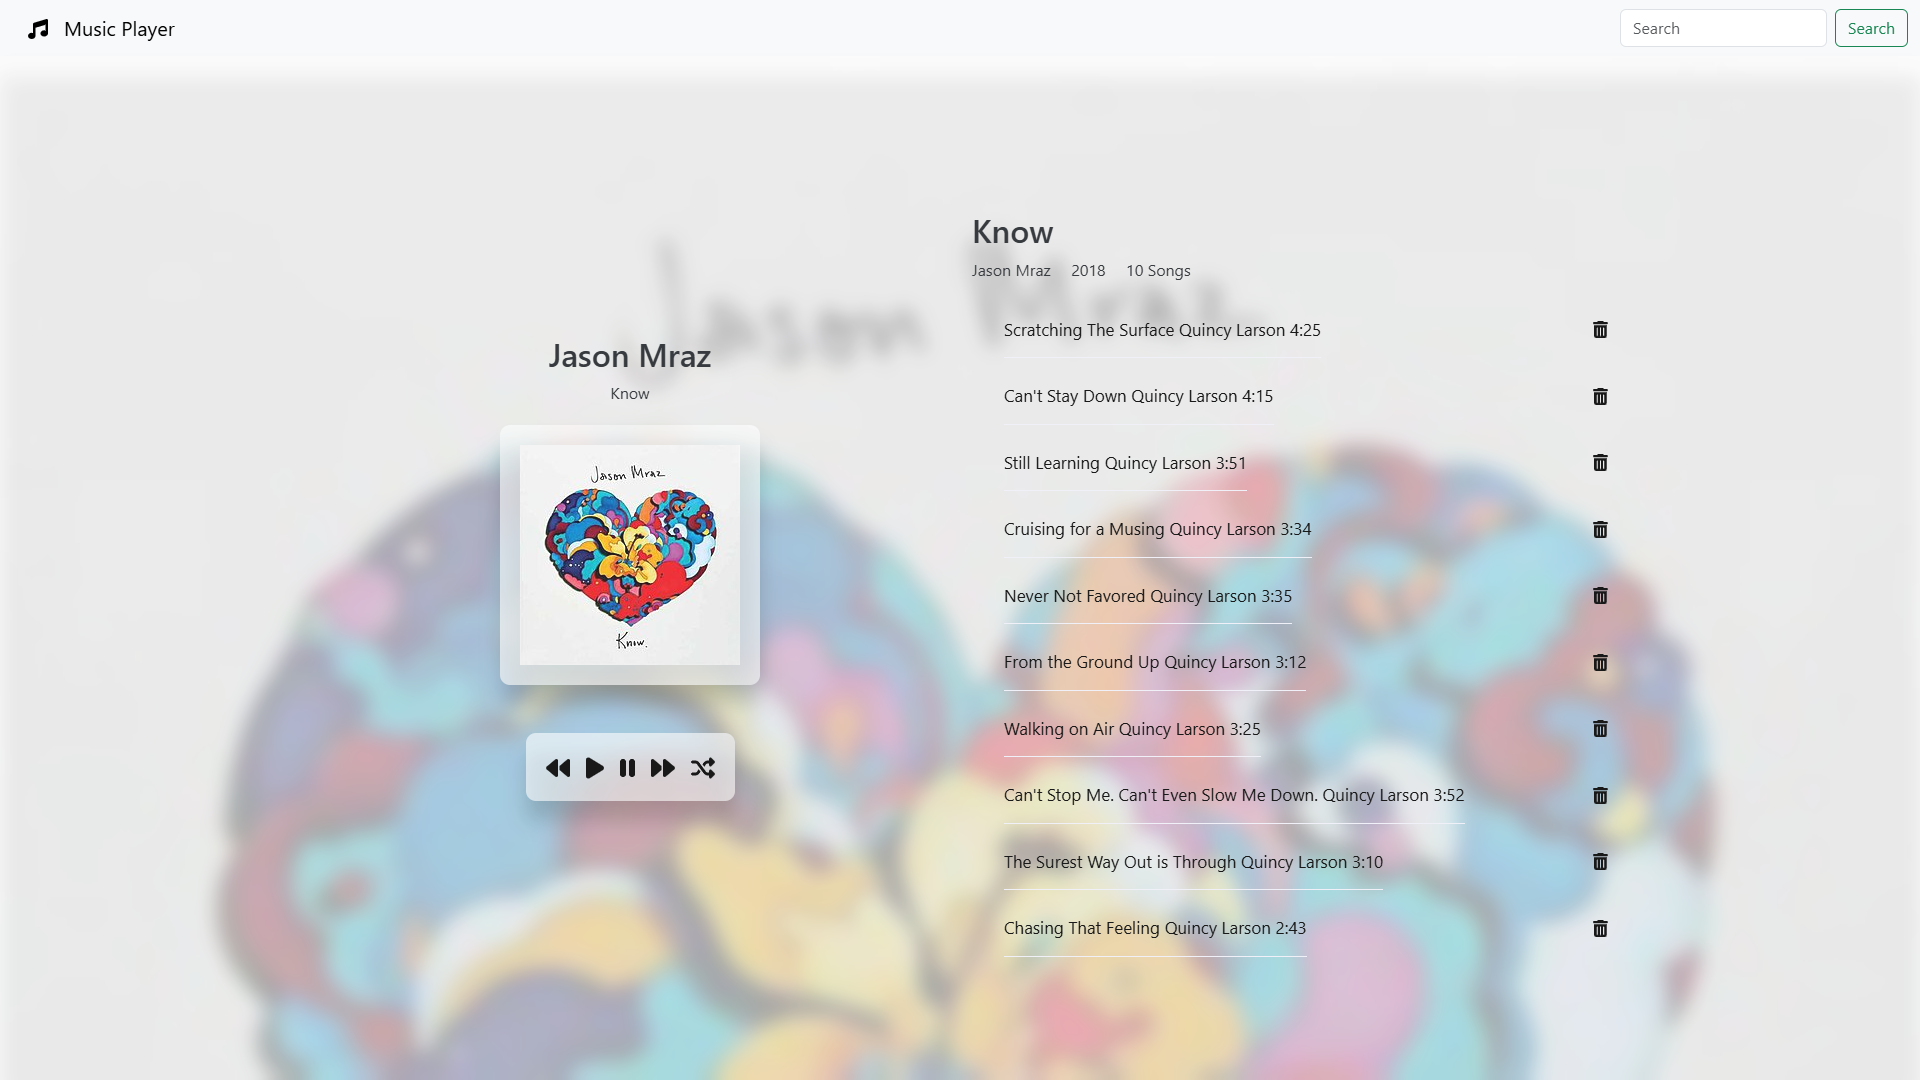 Music Player
Search
Search
Know
Jason Mraz 2018 10 Songs
Jason Mraz
Know
Jason Mraz
Know.
Jason Mraz
Scratching The Surface Quincy Larson 4:25
Can't Stay Down Quincy Larson 4:15
Still Learning Quincy Larson 3:51
Cruising for a Musing Quincy Larson 3:34
Never Not Favored Quincy Larson 3:35
From the Ground Up Quincy Larson 3:12
Walking on Air Quincy Larson 3:25
Can't Stop Me. Can't Even Slow Me Down. Quincy Larson 3:52
The Surest Way Out is Through Quincy Larson 3:10
Chasing That Feeling Quincy Larson 2:43